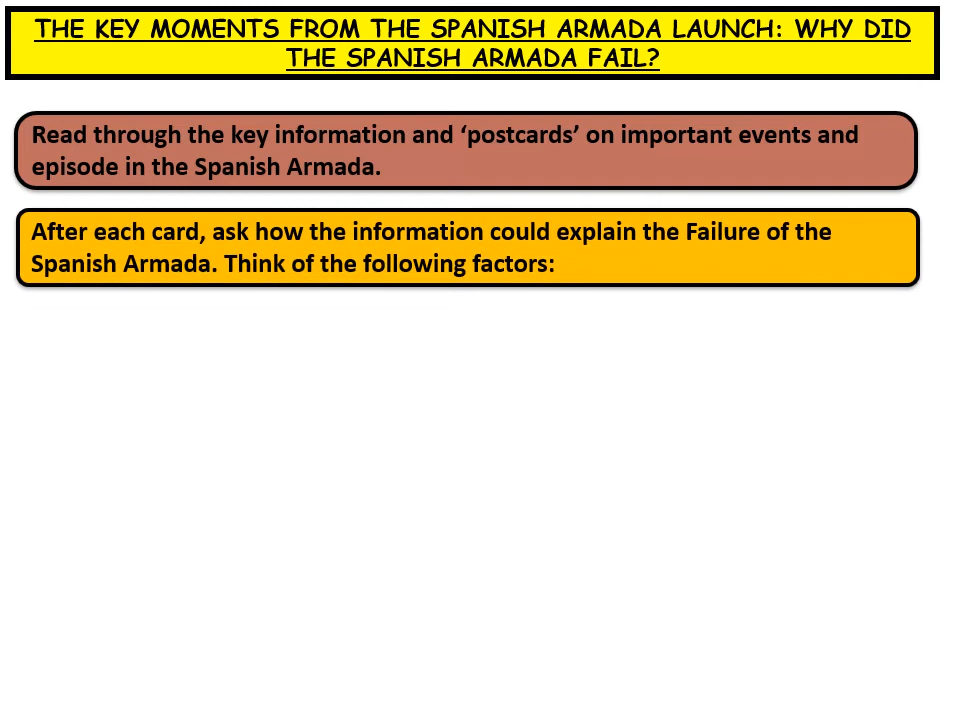 THE KEY MOMENTS FROM THE SPANISH ARMADA LAUNCH: WHY DID
THE SPANISH ARMADA FAIL?
Read through the key information and ‘postcards’ on important events and
episode in the Spanish Armada.
After each card, ask how the information could explain the Failure of the
Spanish Armada. Think of the following factors: